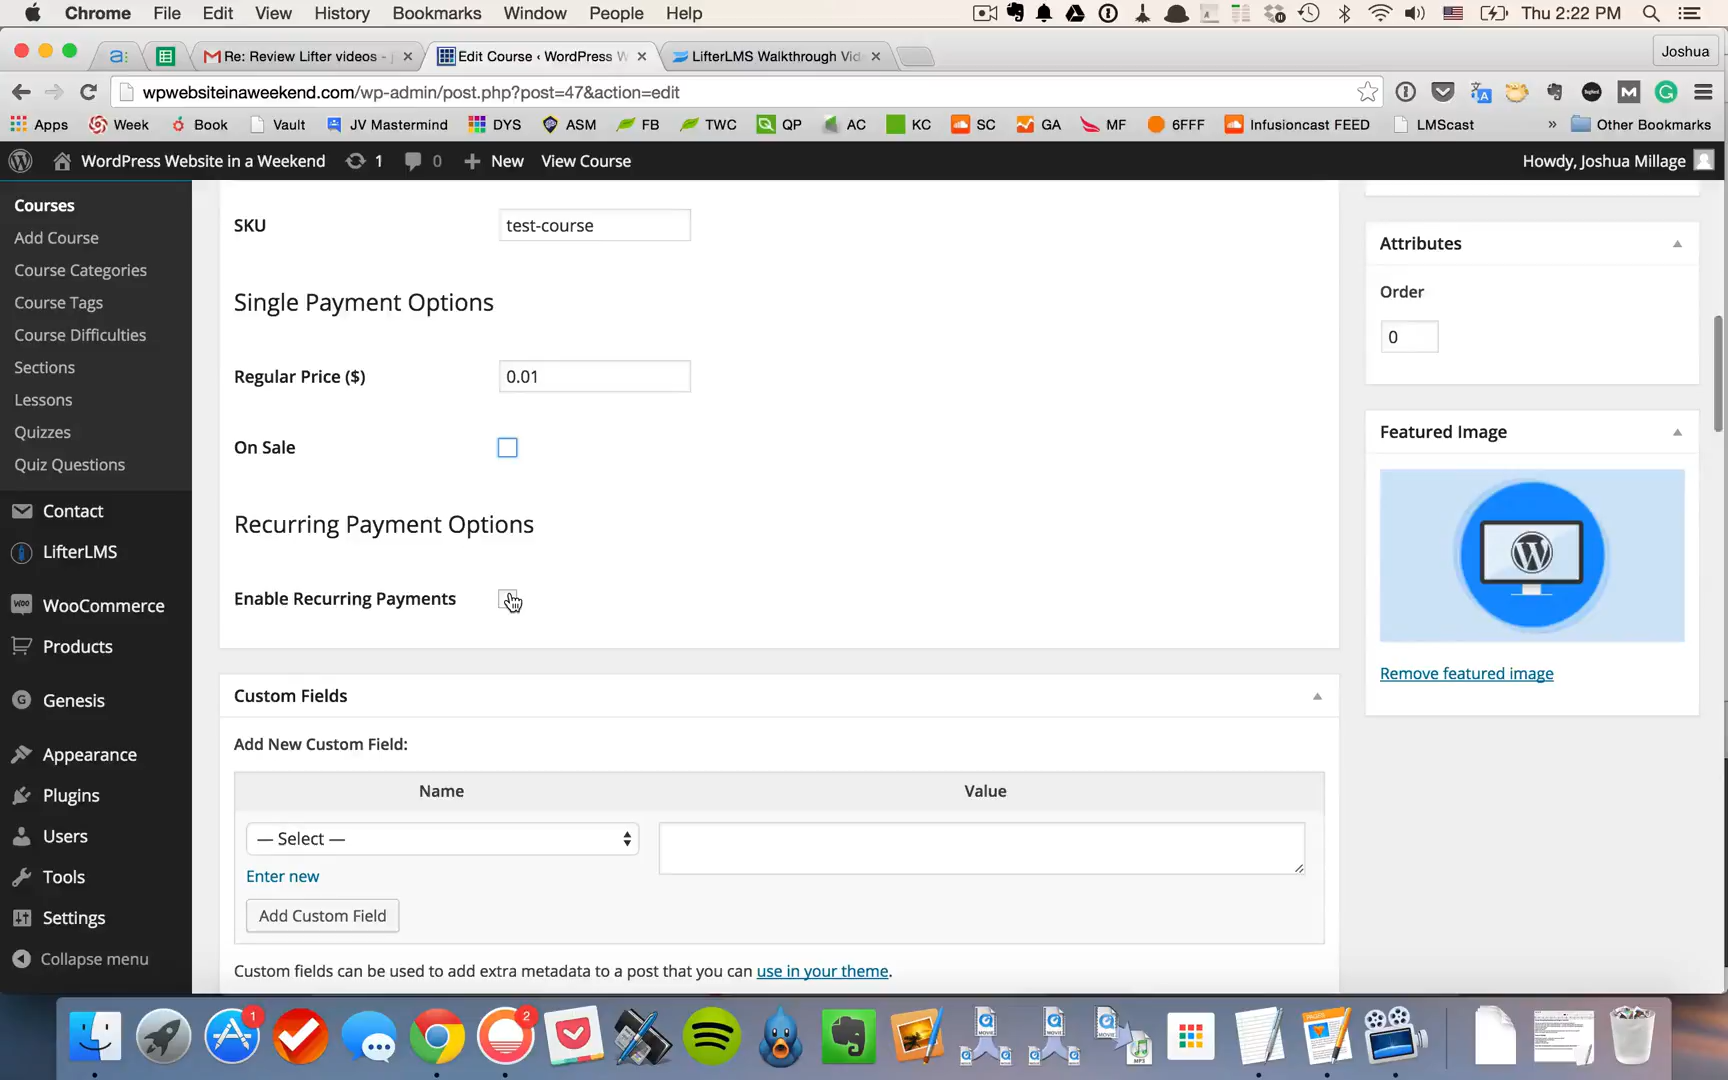 Chrome File Edit View History Bookmarks Window People Help Thu 2:22 PM
Re: Review Lifter videos - Edit Course ‹ WordPress W LifterLMS Walkthrough Vid Joshua
wpwebsiteinaweekend.com/wp-admin/post.php?post=47&action=edit
Apps Week Book Vault JV Mastermind DYS ASM FB TWC QP AC KC SC GA MF 6FFF Infusioncast FEED LMScast » Other Bookmarks
WordPress Website in a Weekend 1 0 + New View Course Howdy, Joshua Millage
Courses
Add Course
Course Categories
Course Tags
Course Difficulties
Sections
Lessons
Quizzes
Quiz Questions
Contact
LifterLMS
WooCommerce
Products
Genesis
Appearance
Plugins
Users
Tools
Settings
Collapse menu
SKU test-course
Single Payment Options
Regular Price ($) 0.01
On Sale
Recurring Payment Options
Enable Recurring Payments
Custom Fields
Add New Custom Field:
Name Value
— Select —
Enter new
Add Custom Field
Custom fields can be used to add extra metadata to a post that you can use in your theme.
Attributes
Order
0
Featured Image
Remove featured image
1
2